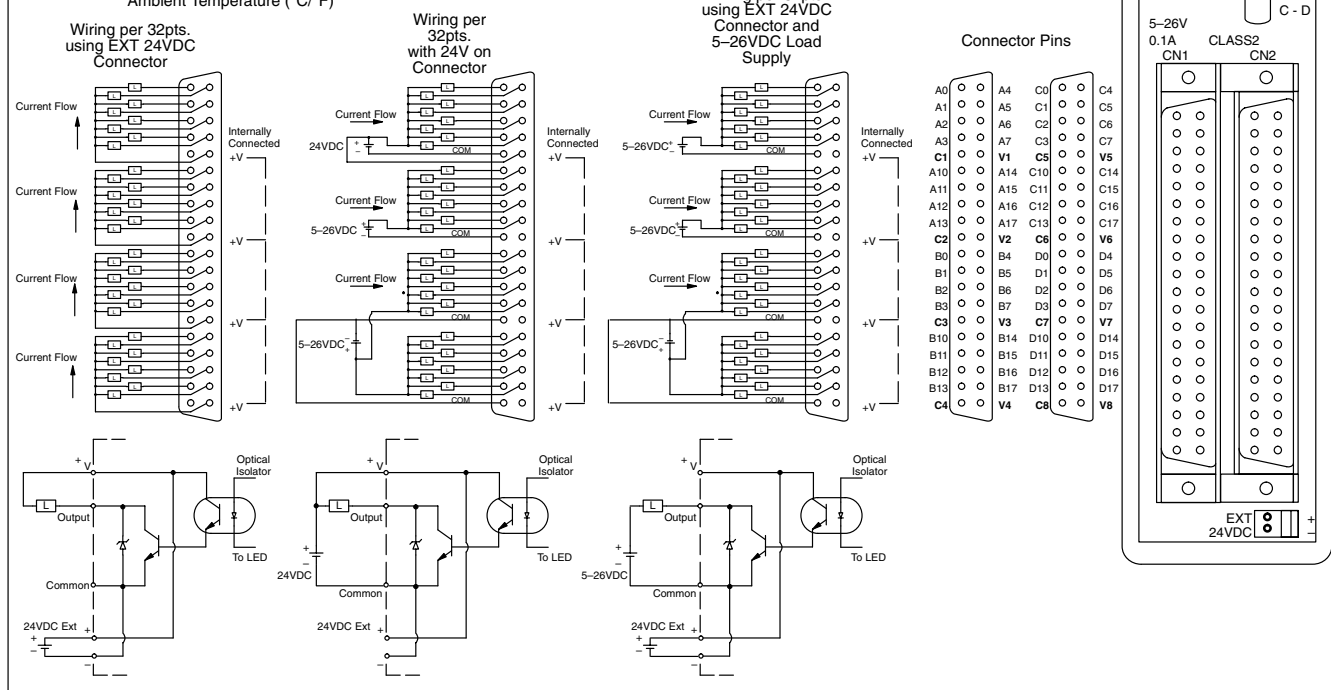 Ambient Temperature (°C/°F)
Wiring per 32pts.
using EXT 24VDC
Connector
Current Flow
L
L
L
L
L
L
L
L
Current Flow
L
L
L
L
L
L
L
L
Current Flow
L
L
L
L
L
L
L
L
Current Flow
L
L
L
L
L
L
L
L
Internally
Connected
+V
+V
+V
+V
Wiring per
32pts.
with 24V on
Connector
Current Flow
24VDC
+
–
L
L
L
L
L
L
L
L
COM
Current Flow
5–26VDC
+
–
L
L
L
L
L
L
L
L
COM
Current Flow
L
L
L
L
L
L
L
L
COM
5–26VDC
–
+
L
L
L
L
L
L
L
L
COM
Internally
Connected
+V
+V
+V
+V
using EXT 24VDC
Connector and
5–26VDC Load
Supply
Current Flow
5–26VDC
+
–
L
L
L
L
L
L
L
L
COM
Current Flow
5–26VDC
+
–
L
L
L
L
L
L
L
L
COM
Current Flow
L
L
L
L
L
L
L
L
COM
5–26VDC
–
+
L
L
L
L
L
L
L
L
COM
Internally
Connected
+V
+V
+V
+V
Connector Pins
A0 A4 C0 C4
A1 A5 C1 C5
A2 A6 C2 C6
A3 A7 C3 C7
C1 V1 C5 V5
A10 A14 C10 C14
A11 A15 C11 C15
A12 A16 C12 C16
A13 A17 C13 C17
C2 V2 C6 V6
B0 B4 D0 D4
B1 B5 D1 D5
B2 B6 D2 D6
B3 B7 D3 D7
C3 V3 C7 V7
B10 B14 D10 D14
B11 B15 D11 D15
B12 B16 D12 D16
B13 B17 D13 D17
C4 V4 C8 V8
C - D
5–26V
0.1A CLASS2
CN1 CN2
EXT +
24VDC –
+ V
Optical
Isolator
L
Output
To LED
Common
24VDC Ext
+
–
+
–
+ V
Optical
Isolator
L
Output
+
–
24VDC
To LED
Common
24VDC Ext +
–
+ V
Optical
Isolator
L
Output
+
–
5–26VDC
To LED
Common
24VDC Ext
+
–
+
–